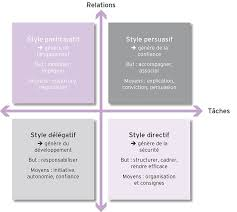 Relations
Style participatif
→ génère de
l'engagement
But : mobiliser,
impliquer
Moyens :
négociation
Style persuasif
→ génère de la
confiance
But : accompagner,
associer
Moyens : explication,
conviction, persuasion
Tâches
Style délégatif
→ génère du
développement
But : responsabiliser
Moyens : initiative,
autonomie, confiance
Style directif
→ génère de la
sécurité
But : structurer, cadrer,
rendre efficace
Moyens : organisation
et consignes